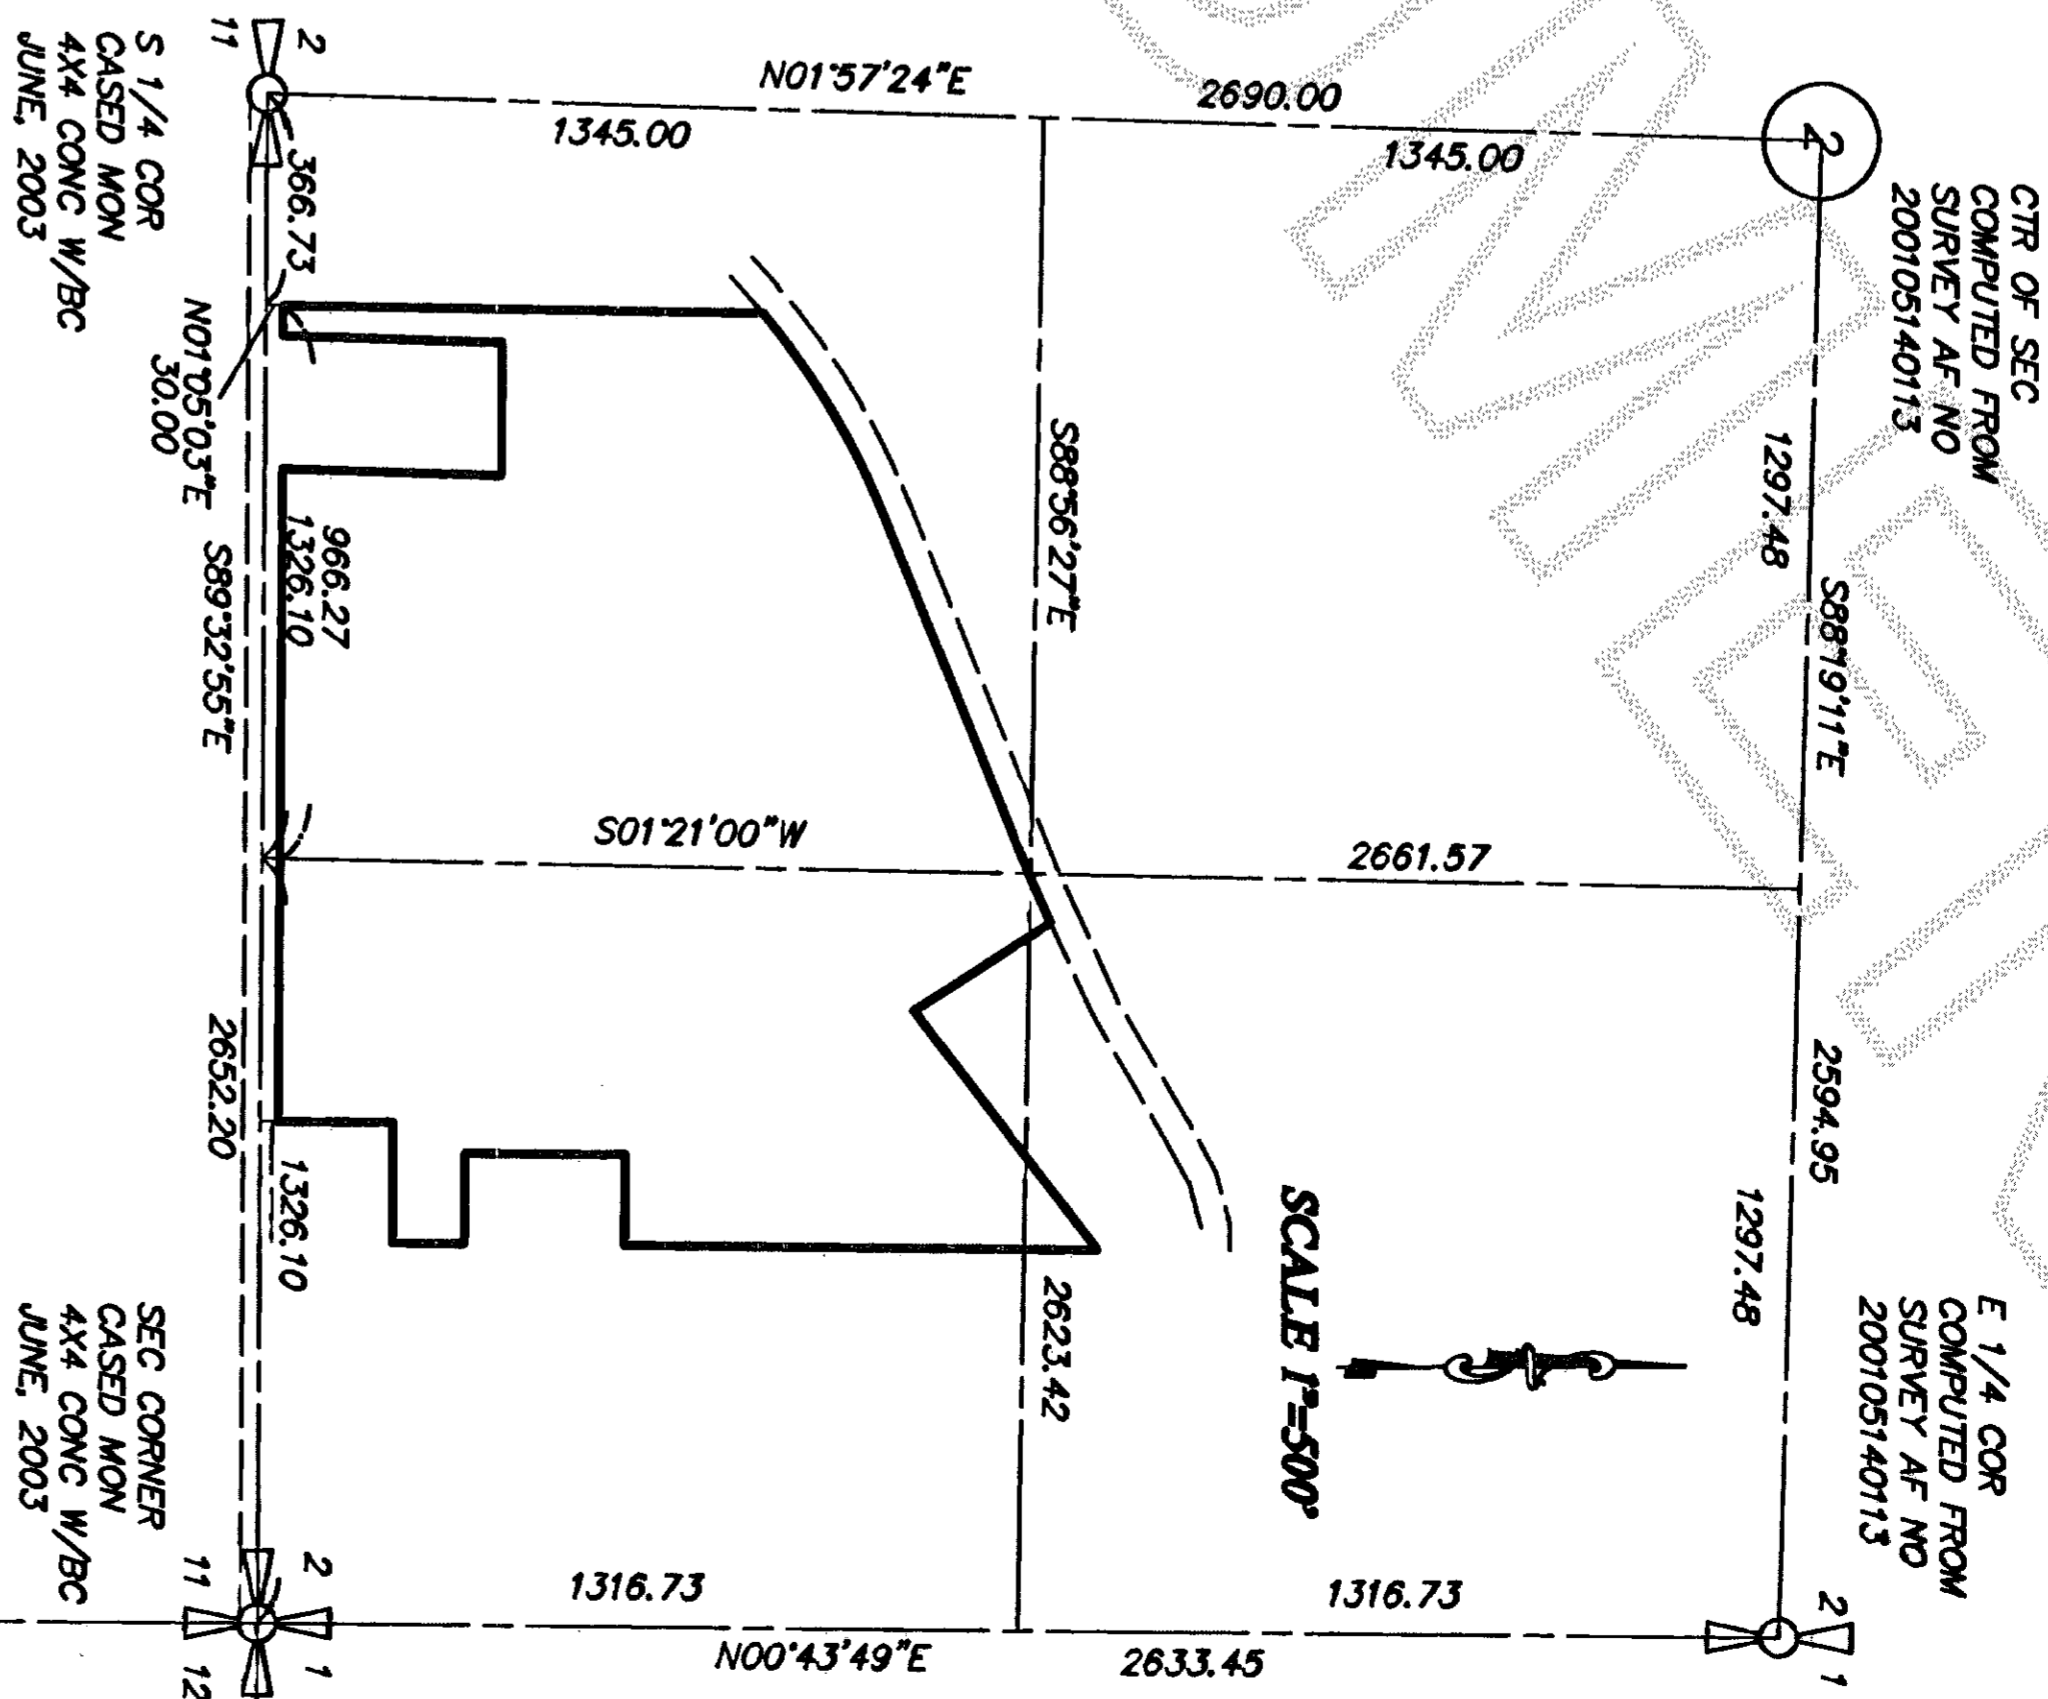 CTR OF SEC
COMPUTED FROM
SURVEY AF NO
200105140113
E 1/4 COR
COMPUTED FROM
SURVEY AF NO
200105140113
2
1
2
4
1297.48
S88°19'11"E
2594.95
1297.48
N01°57'24"E
2690.00
1345.00
1345.00
S88°56'27"E
2623.42
SCALE 1"=500'
S01°21'00"W
2661.57
1316.73
1316.73
N00°43'49"E
2633.45
366.73
966.27
1326.10
1326.10
N01°05'03"E
30.00
S89°32'55"E
2652.20
2
11
S 1/4 COR
CASED MON
4X4 CONC W/BC
JUNE, 2003
2
1
11
12
SEC CORNER
CASED MON
4X4 CONC W/BC
JUNE, 2003